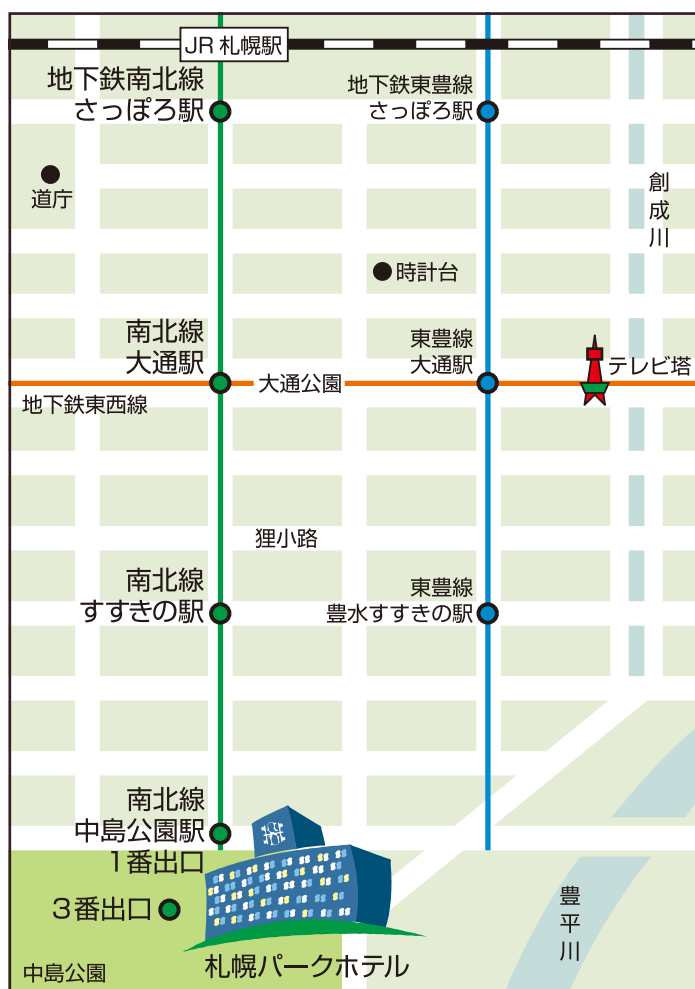 JR 札幌駅
地下鉄南北線
さっぽろ駅
地下鉄東豊線
さっぽろ駅
道庁
創成川
時計台
南北線
大通駅
東豊線
大通駅
テレビ塔
大通公園
地下鉄東西線
狸小路
南北線
すすきの駅
東豊線
豊水すすきの駅
南北線
中島公園駅
1番出口
3番出口
豊平川
札幌パークホテル
中島公園